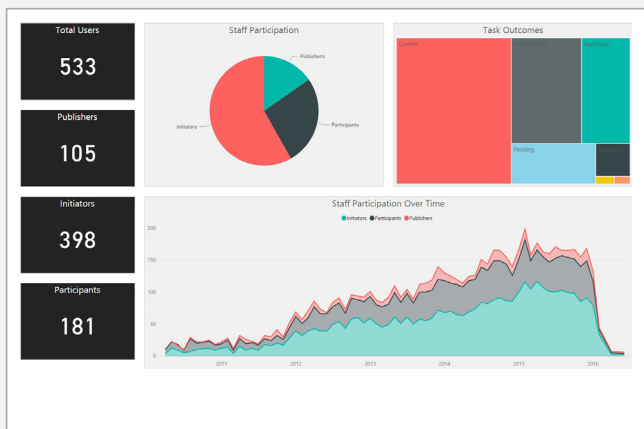 Total Users
533
Publishers
105
Initiators
398
Participants
181
Staff Participation
Publishers
Participants
Initiators
Task Outcomes
Custom
Approved
Pending
Staff Participation Over Time
Initiators Participants Publishers
200
150
100
50
0
2011 2012 2013 2014 2015 2016